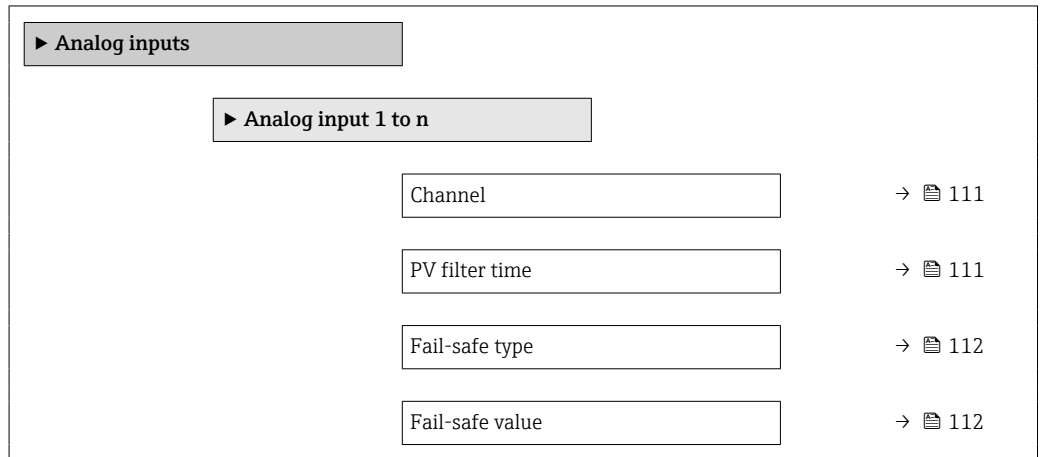 ▶ Analog inputs
▶ Analog input 1 to n
Channel → 111
PV filter time → 111
Fail-safe type → 112
Fail-safe value → 112